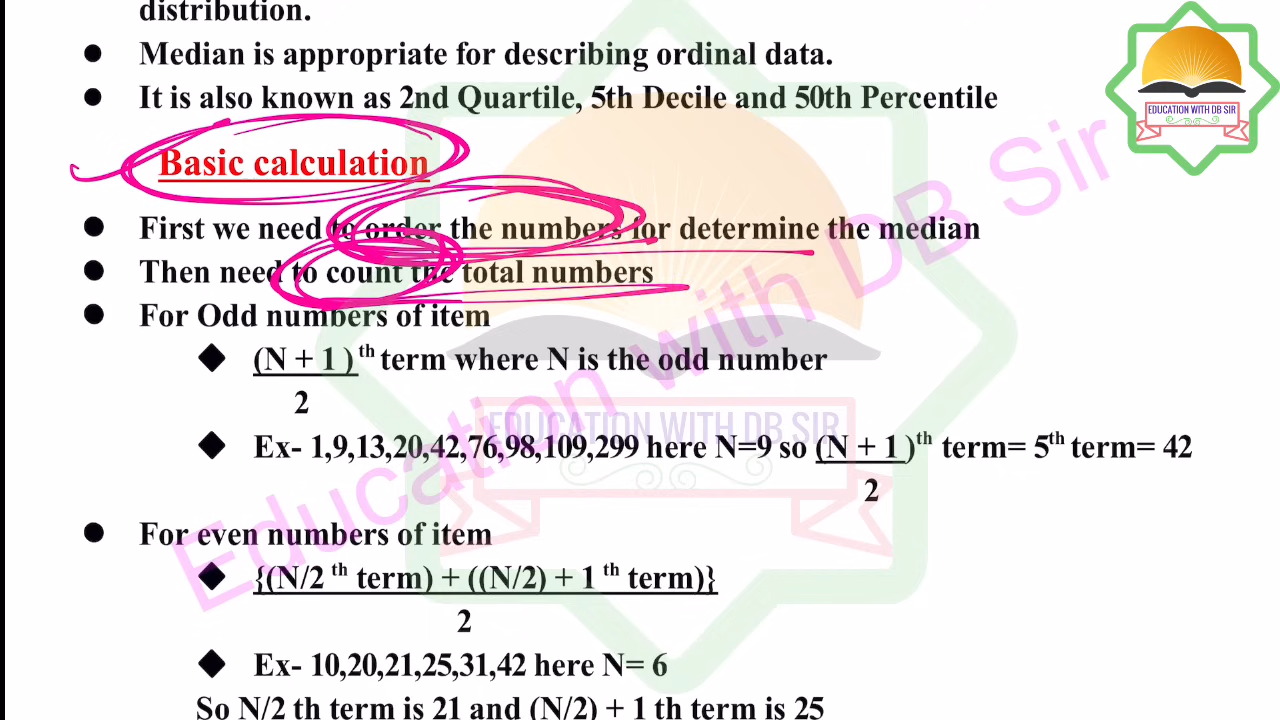 distribution.
● Median is appropriate for describing ordinal data.
● It is also known as 2nd Quartile, 5th Decile and 50th Percentile
EDUCATION WITH DB SIR
Basic calculation
● First we need to order the numbers for determine the median
● Then need to count the total numbers
● For Odd numbers of item
◆ (N + 1 )th term where N is the odd number
2
EDUCATION WITH DB SIR
◆ Ex- 1,9,13,20,42,76,98,109,299 here N=9 so (N + 1 )th term= 5th term= 42
2
● For even numbers of item
◆ {(N/2 th term) + ((N/2) + 1 th term)}
2
◆ Ex- 10,20,21,25,31,42 here N= 6
So N/2 th term is 21 and (N/2) + 1 th term is 25
Education with DB Sir